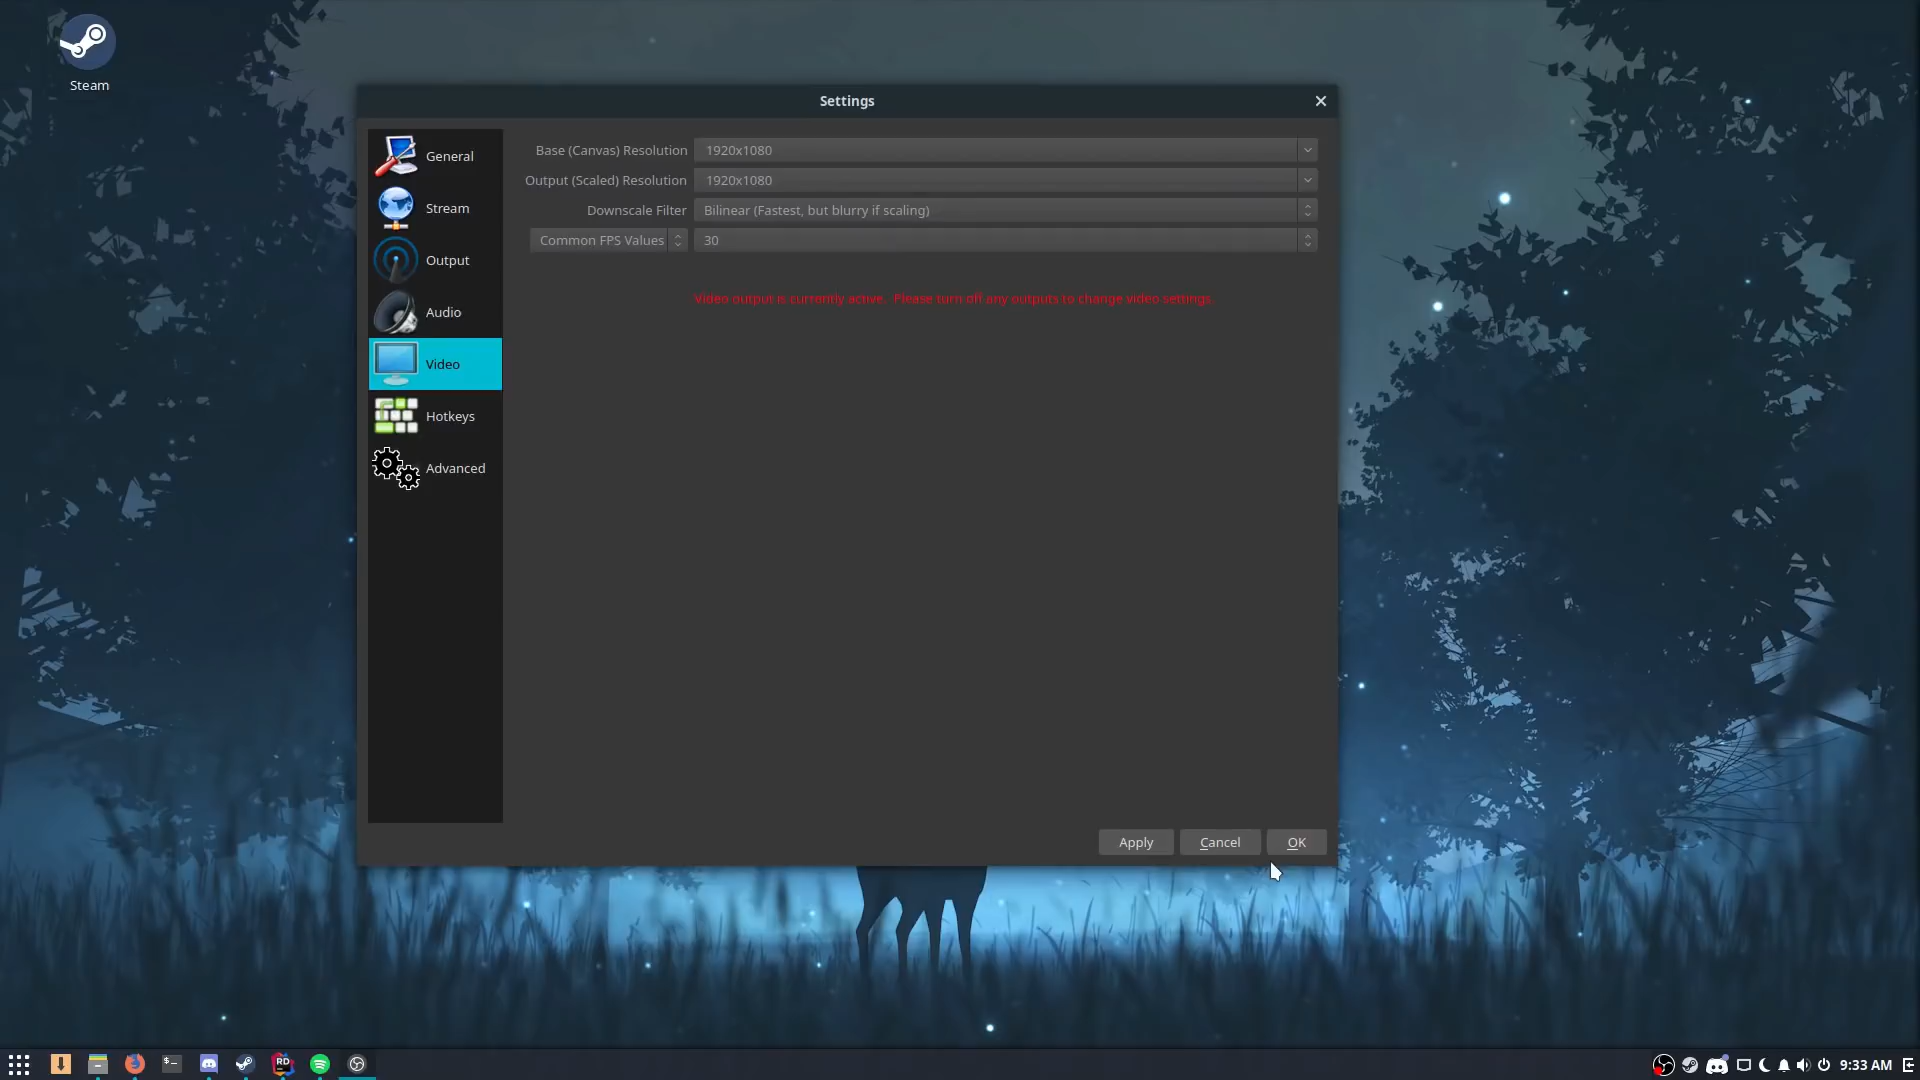 Steam
Settings
General
Stream
Output
Audio
Video
Hotkeys
Advanced
Base (Canvas) Resolution 1920x1080
Output (Scaled) Resolution 1920x1080
Downscale Filter Bilinear (Fastest, but blurry if scaling)
Common FPS Values 30
Video output is currently active. Please turn off any outputs to change video settings.
Apply Cancel OK
RD
9:33 AM